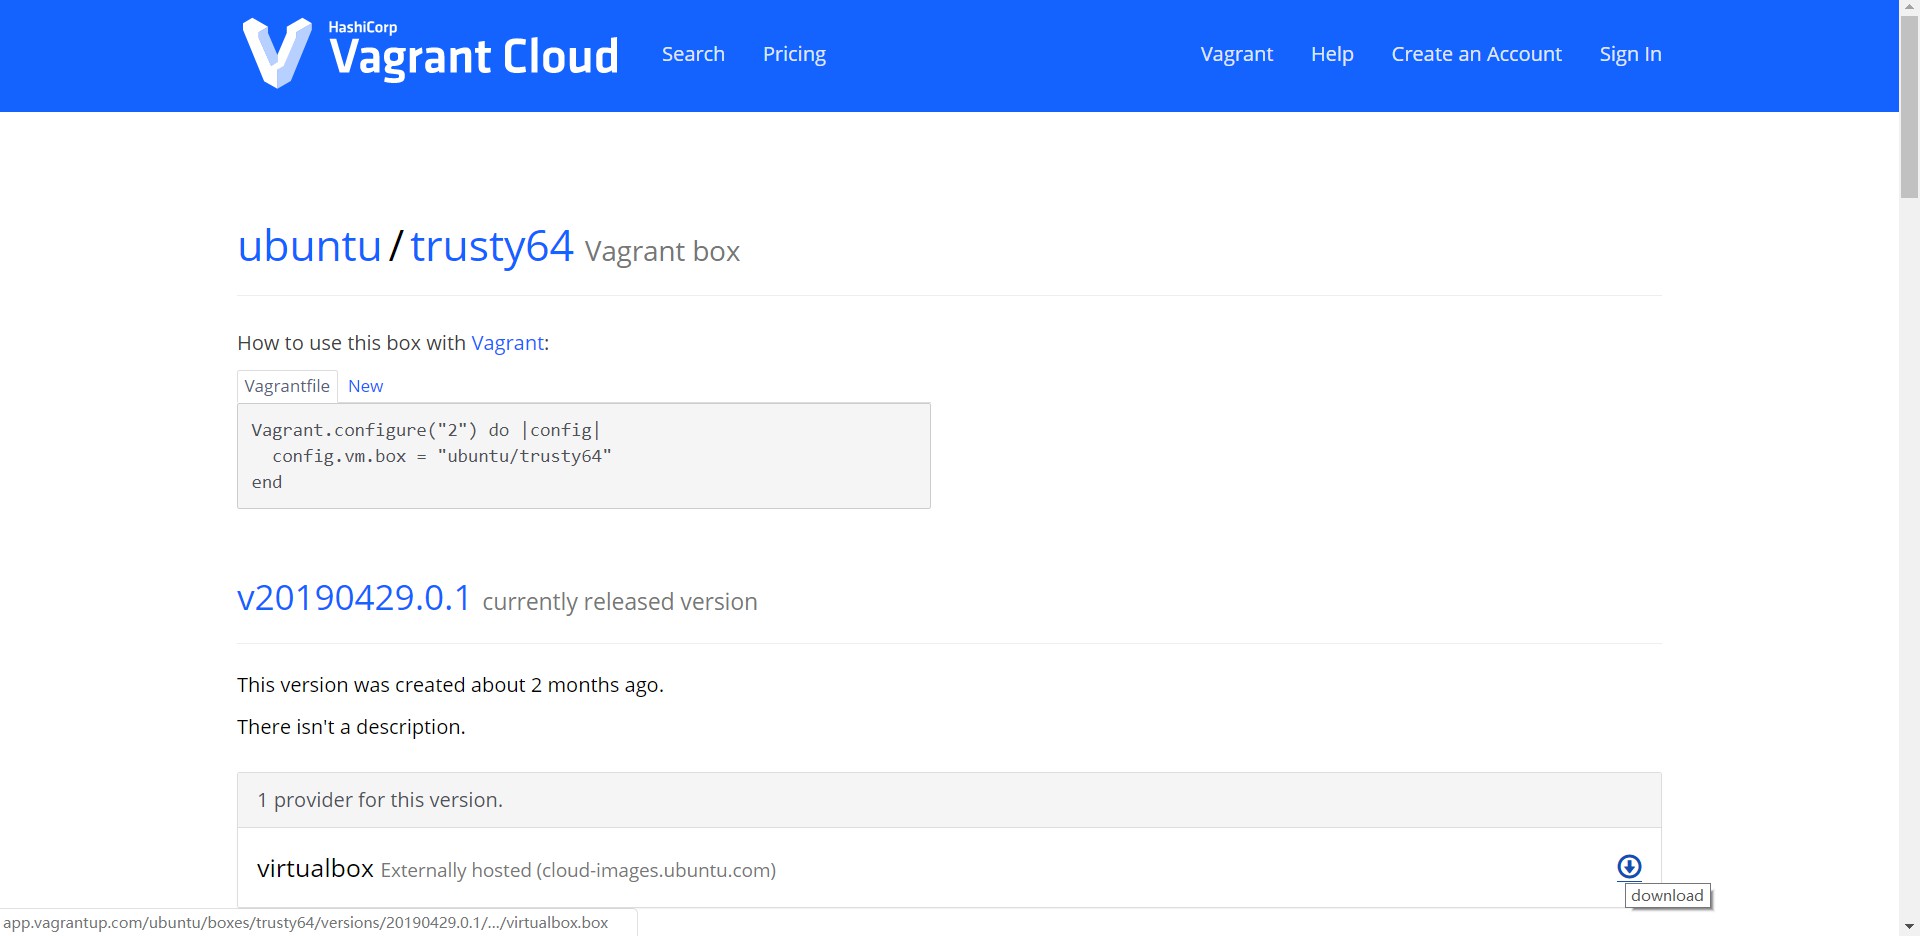 HashiCorp
Vagrant Cloud Search Pricing Vagrant Help Create an Account Sign In
ubuntu/trusty64 Vagrant box
How to use this box with Vagrant:
Vagrantfile New
Vagrant.configure("2") do |config|
  config.vm.box = "ubuntu/trusty64"
end
v20190429.0.1 currently released version
This version was created about 2 months ago.
There isn't a description.
1 provider for this version.
virtualbox Externally hosted (cloud-images.ubuntu.com)
download
app.vagrantup.com/ubuntu/boxes/trusty64/versions/20190429.0.1/.../virtualbox.box